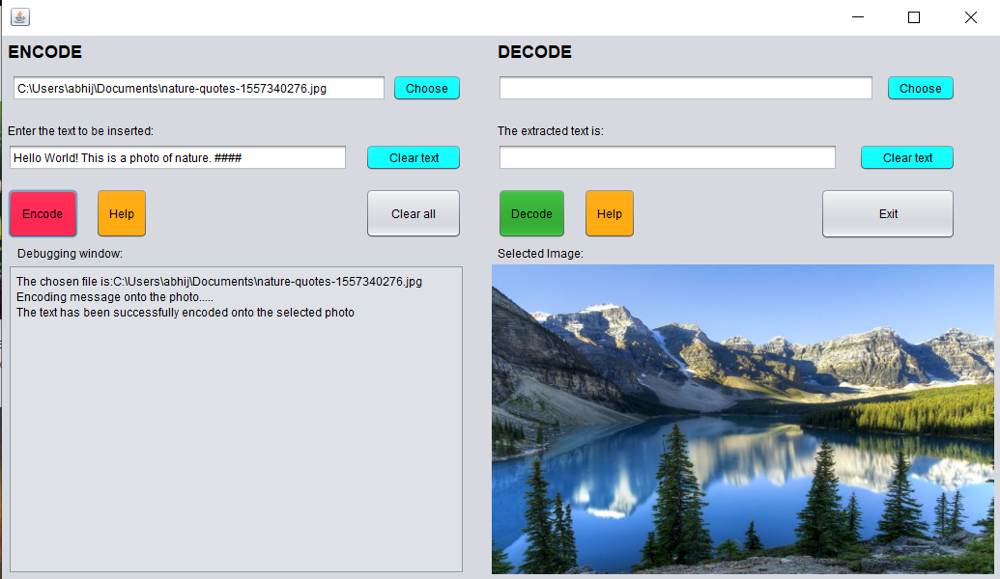 ENCODE
C:\Users\abhij\Documents\nature-quotes-1557340276.jpg
Choose
Enter the text to be inserted:
Hello World! This is a photo of nature. ####
Clear text
Encode
Help
Clear all
Debugging window:
The chosen file is:C:\Users\abhij\Documents\nature-quotes-1557340276.jpg
Encoding message onto the photo.....
The text has been successfully encoded onto the selected photo
DECODE
Choose
The extracted text is:
Clear text
Decode
Help
Exit
Selected Image: